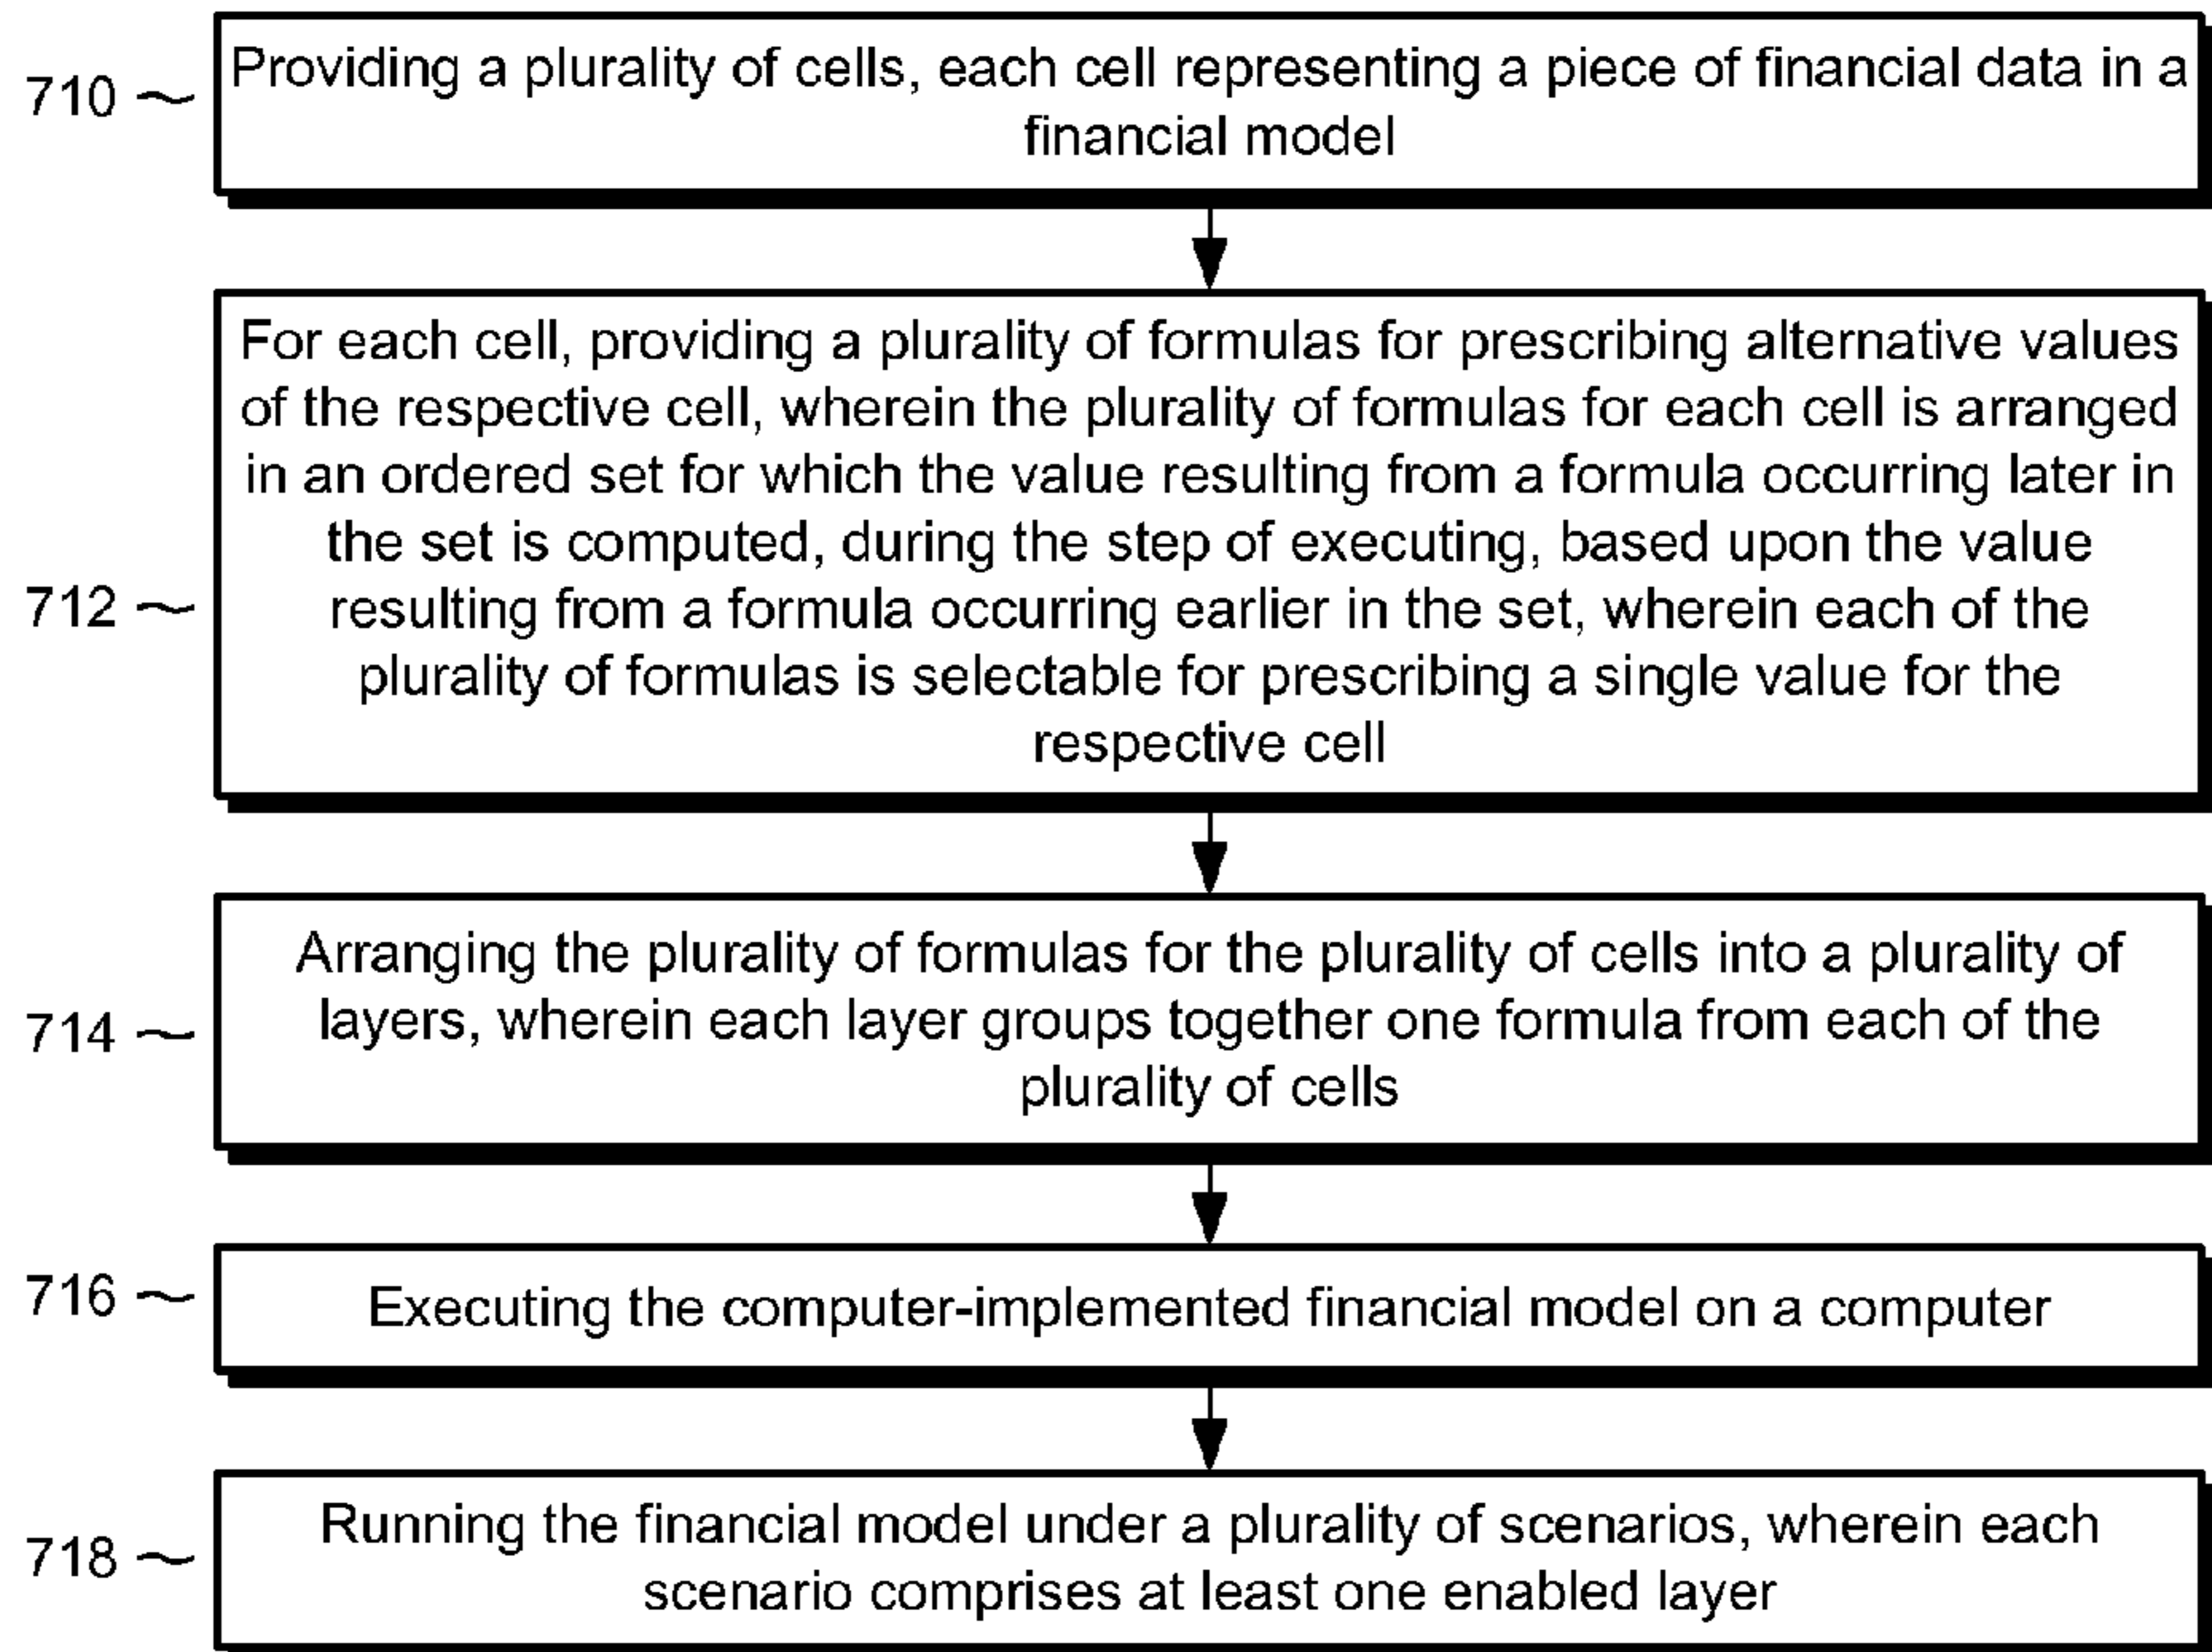 710
Providing a plurality of cells, each cell representing a piece of financial data in a
financial model
712
For each cell, providing a plurality of formulas for prescribing alternative values
of the respective cell, wherein the plurality of formulas for each cell is arranged
in an ordered set for which the value resulting from a formula occurring later in
the set is computed, during the step of executing, based upon the value
resulting from a formula occurring earlier in the set, wherein each of the
plurality of formulas is selectable for prescribing a single value for the
respective cell
714
Arranging the plurality of formulas for the plurality of cells into a plurality of
layers, wherein each layer groups together one formula from each of the
plurality of cells
716
Executing the computer-implemented financial model on a computer
718
Running the financial model under a plurality of scenarios, wherein each
scenario comprises at least one enabled layer